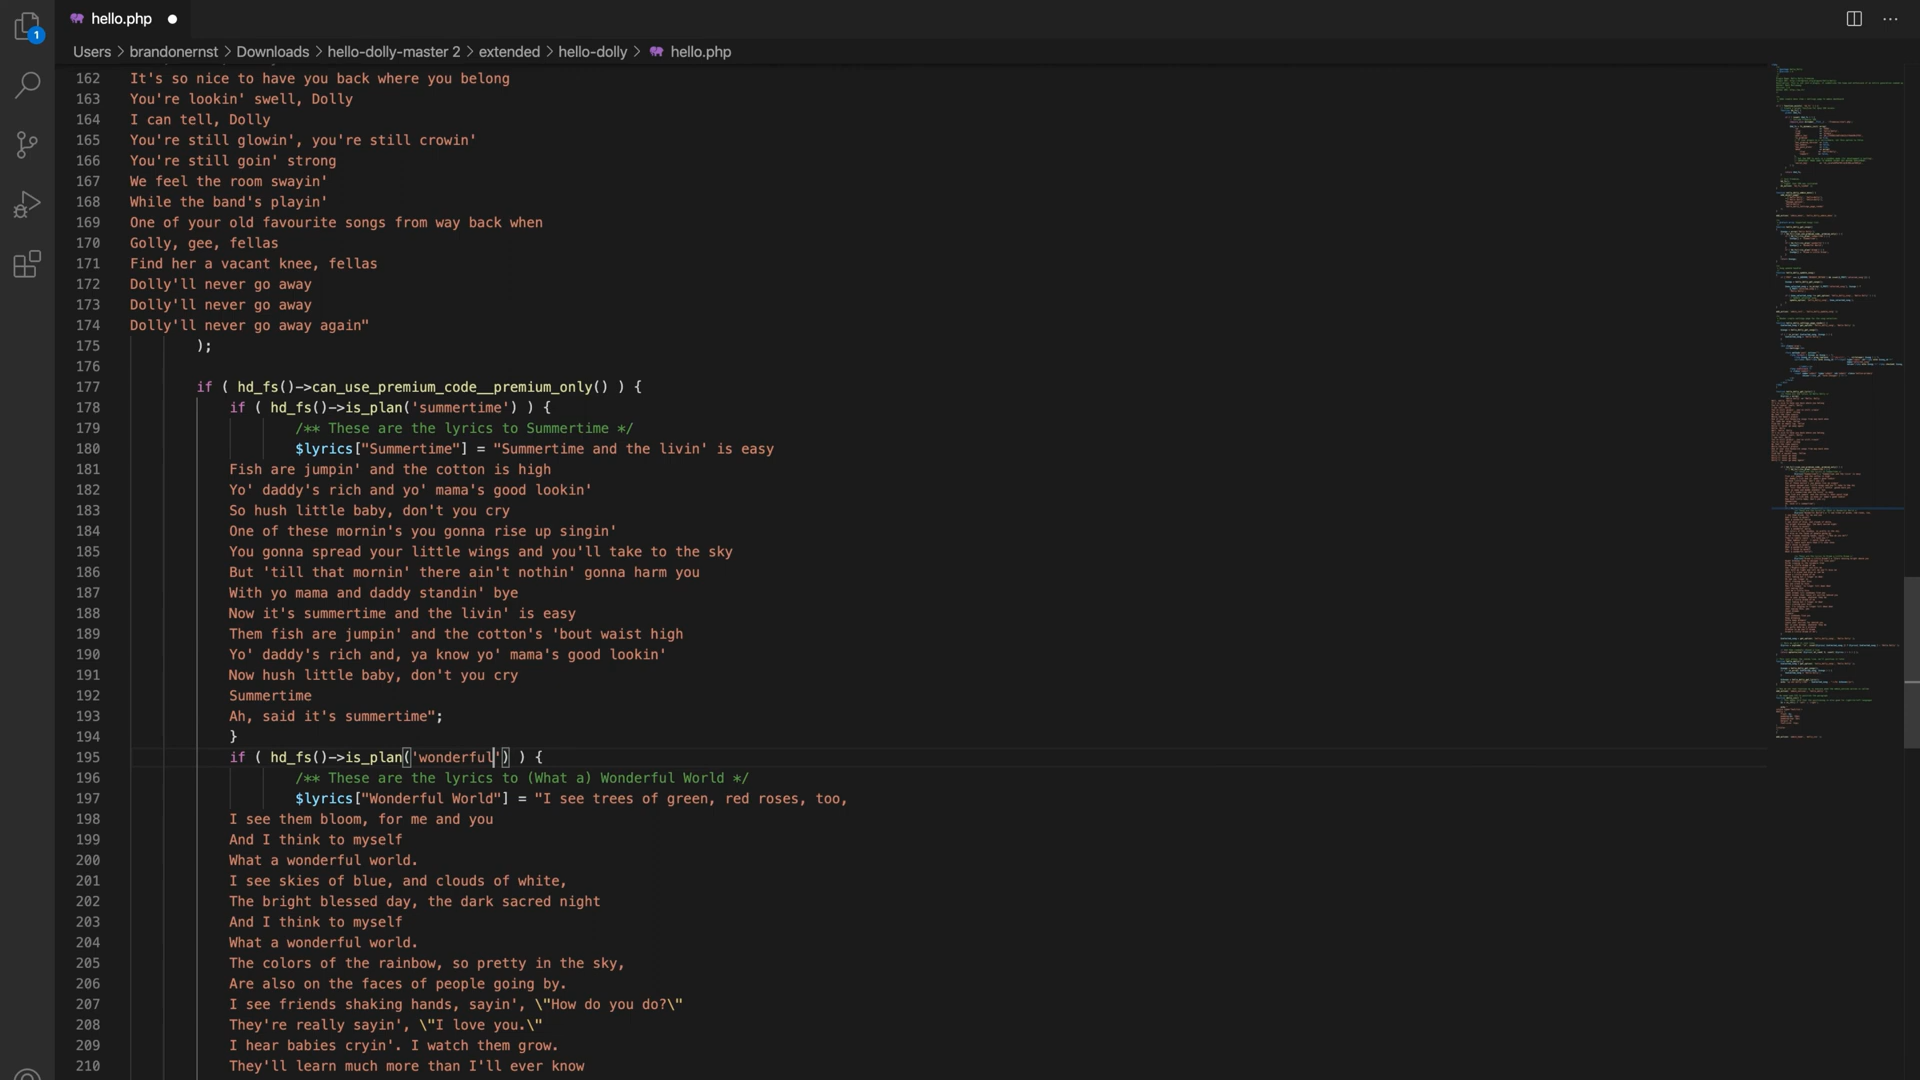 hello.php
1
Users > brandonernst > Downloads > hello-dolly-master 2 > extended > hello-dolly > hello.php
162 It's so nice to have you back where you belong
163 You're lookin' swell, Dolly
164 I can tell, Dolly
165 You're still glowin', you're still crowin'
166 You're still goin' strong
167 We feel the room swayin'
168 While the band's playin'
169 One of your old favourite songs from way back when
170 Golly, gee, fellas
171 Find her a vacant knee, fellas
172 Dolly'll never go away
173 Dolly'll never go away
174 Dolly'll never go away again"
175 );
176
177 if ( hd_fs()->can_use_premium_code__premium_only() ) {
178 if ( hd_fs()->is_plan('summertime') ) {
179 /** These are the lyrics to Summertime */
180 $lyrics["Summertime"] = "Summertime and the livin' is easy
181 Fish are jumpin' and the cotton is high
182 Yo' daddy's rich and yo' mama's good lookin'
183 So hush little baby, don't you cry
184 One of these mornin's you gonna rise up singin'
185 You gonna spread your little wings and you'll take to the sky
186 But 'till that mornin' there ain't nothin' gonna harm you
187 With yo mama and daddy standin' bye
188 Now it's summertime and the livin' is easy
189 Them fish are jumpin' and the cotton's 'bout waist high
190 Yo' daddy's rich and, ya know yo' mama's good lookin'
191 Now hush little baby, don't you cry
192 Summertime
193 Ah, said it's summertime";
194 }
195 if ( hd_fs()->is_plan('wonderful') ) {
196 /** These are the lyrics to (What a) Wonderful World */
197 $lyrics["Wonderful World"] = "I see trees of green, red roses, too,
198 I see them bloom, for me and you
199 And I think to myself
200 What a wonderful world.
201 I see skies of blue, and clouds of white,
202 The bright blessed day, the dark sacred night
203 And I think to myself
204 What a wonderful world.
205 The colors of the rainbow, so pretty in the sky,
206 Are also on the faces of people going by.
207 I see friends shaking hands, sayin', \"How do you do?\"
208 They're really sayin', \"I love you.\"
209 I hear babies cryin'. I watch them grow.
210 They'll learn much more than I'll ever know